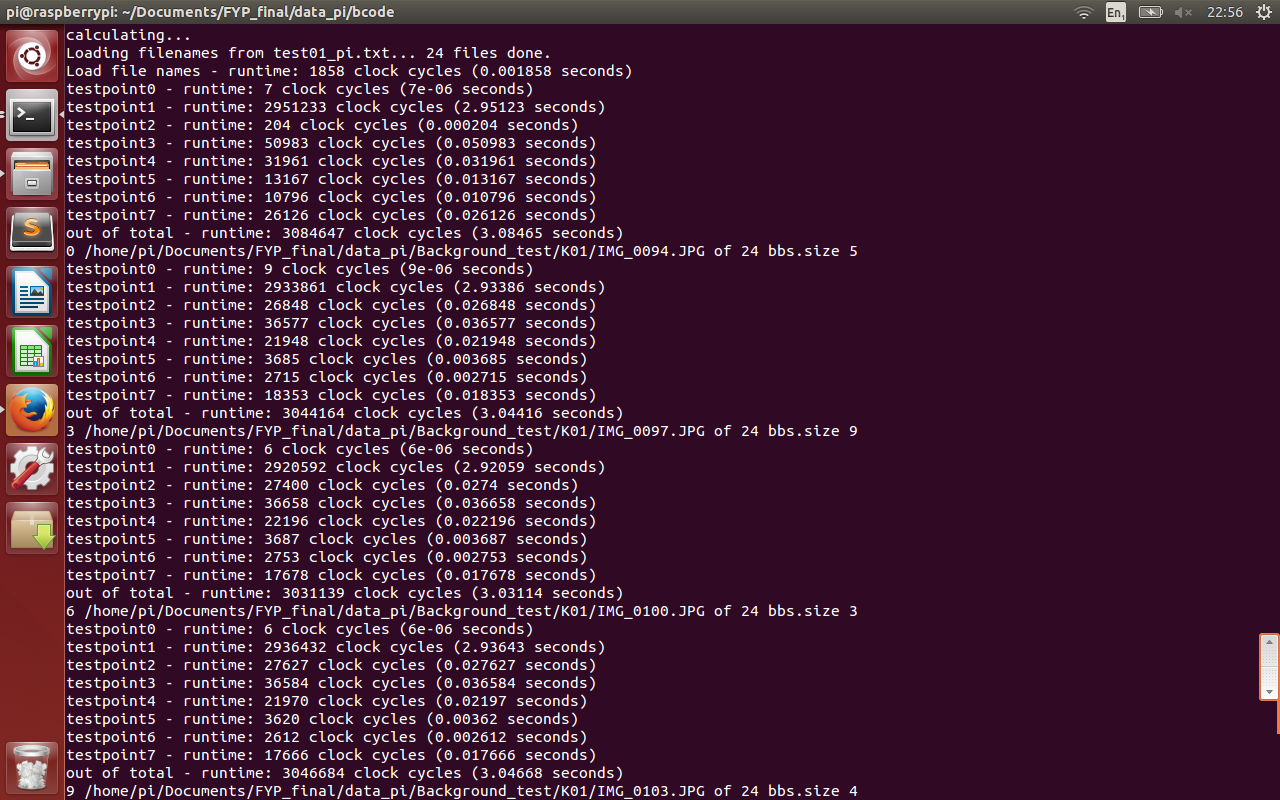 pi@raspberrypi: ~/Documents/FYP_final/data_pi/bcode
En1
22:56
calculating...
Loading filenames from test01_pi.txt... 24 files done.
Load file names - runtime: 1858 clock cycles (0.001858 seconds)
testpoint0 - runtime: 7 clock cycles (7e-06 seconds)
testpoint1 - runtime: 2951233 clock cycles (2.95123 seconds)
testpoint2 - runtime: 204 clock cycles (0.000204 seconds)
testpoint3 - runtime: 50983 clock cycles (0.050983 seconds)
testpoint4 - runtime: 31961 clock cycles (0.031961 seconds)
testpoint5 - runtime: 13167 clock cycles (0.013167 seconds)
testpoint6 - runtime: 10796 clock cycles (0.010796 seconds)
testpoint7 - runtime: 26126 clock cycles (0.026126 seconds)
out of total - runtime: 3084647 clock cycles (3.08465 seconds)
0 /home/pi/Documents/FYP_final/data_pi/Background_test/K01/IMG_0094.JPG of 24 bbs.size 5
testpoint0 - runtime: 9 clock cycles (9e-06 seconds)
testpoint1 - runtime: 2933861 clock cycles (2.93386 seconds)
testpoint2 - runtime: 26848 clock cycles (0.026848 seconds)
testpoint3 - runtime: 36577 clock cycles (0.036577 seconds)
testpoint4 - runtime: 21948 clock cycles (0.021948 seconds)
testpoint5 - runtime: 3685 clock cycles (0.003685 seconds)
testpoint6 - runtime: 2715 clock cycles (0.002715 seconds)
testpoint7 - runtime: 18353 clock cycles (0.018353 seconds)
out of total - runtime: 3044164 clock cycles (3.04416 seconds)
3 /home/pi/Documents/FYP_final/data_pi/Background_test/K01/IMG_0097.JPG of 24 bbs.size 9
testpoint0 - runtime: 6 clock cycles (6e-06 seconds)
testpoint1 - runtime: 2920592 clock cycles (2.92059 seconds)
testpoint2 - runtime: 27400 clock cycles (0.0274 seconds)
testpoint3 - runtime: 36658 clock cycles (0.036658 seconds)
testpoint4 - runtime: 22196 clock cycles (0.022196 seconds)
testpoint5 - runtime: 3687 clock cycles (0.003687 seconds)
testpoint6 - runtime: 2753 clock cycles (0.002753 seconds)
testpoint7 - runtime: 17678 clock cycles (0.017678 seconds)
out of total - runtime: 3031139 clock cycles (3.03114 seconds)
6 /home/pi/Documents/FYP_final/data_pi/Background_test/K01/IMG_0100.JPG of 24 bbs.size 3
testpoint0 - runtime: 6 clock cycles (6e-06 seconds)
testpoint1 - runtime: 2936432 clock cycles (2.93643 seconds)
testpoint2 - runtime: 27627 clock cycles (0.027627 seconds)
testpoint3 - runtime: 36584 clock cycles (0.036584 seconds)
testpoint4 - runtime: 21970 clock cycles (0.02197 seconds)
testpoint5 - runtime: 3620 clock cycles (0.00362 seconds)
testpoint6 - runtime: 2612 clock cycles (0.002612 seconds)
testpoint7 - runtime: 17666 clock cycles (0.017666 seconds)
out of total - runtime: 3046684 clock cycles (3.04668 seconds)
9 /home/pi/Documents/FYP_final/data_pi/Background_test/K01/IMG_0103.JPG of 24 bbs.size 4